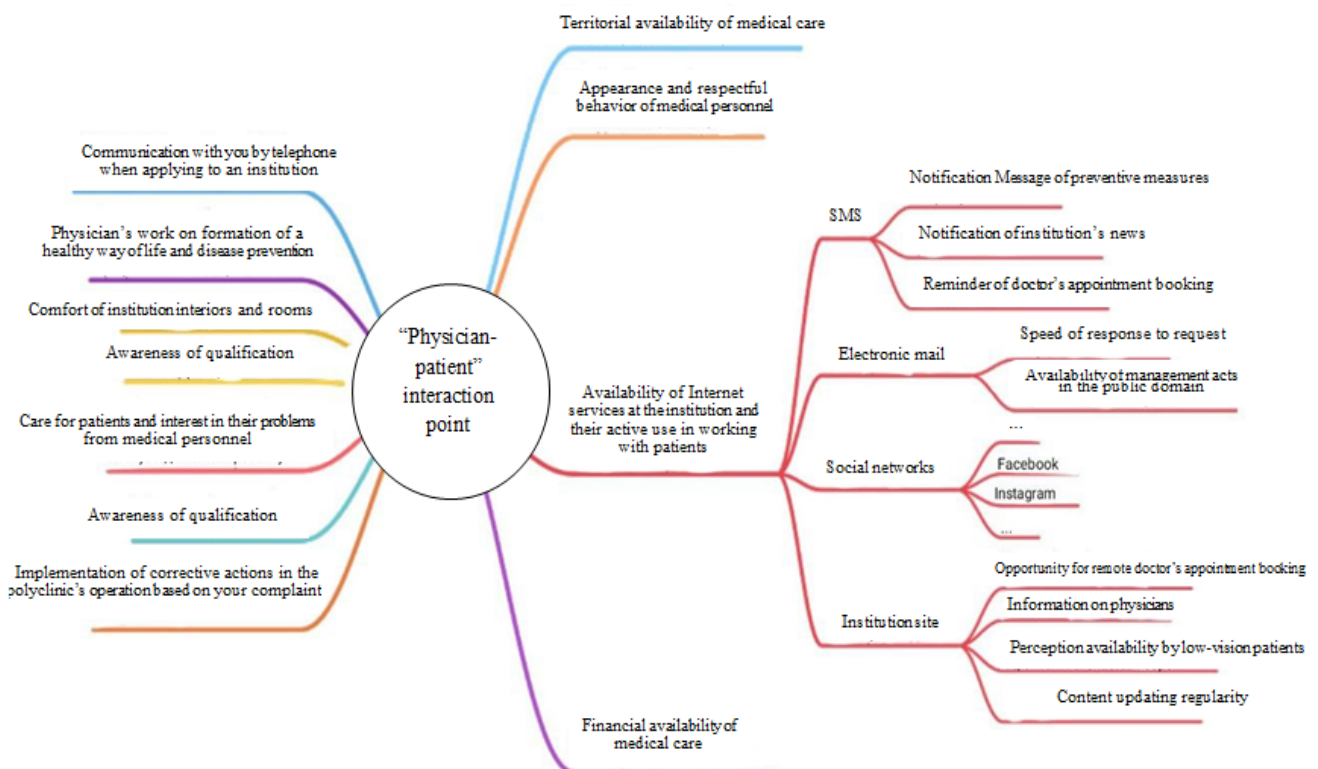 Territorial availability of medical care
Appearance and respectful
behavior of medical personnel
Communication with you by telephone
when applying to an institution
Physician's work on formation of a
healthy way of life and disease prevention
Comfort of institution interiors and rooms
Awareness of qualification
Care for patients and interest in their problems
from medical personnel
Awareness of qualification
Implementation of corrective actions in the
polyclinic's operation based on your complaint
“Physician-
patient”
interaction
point
Availability of Internet
services at the institution and
their active use in working
with patients
Financial availability of
medical care
SMS
Notification Message of preventive measures
Notification of institution's news
Reminder of doctor's appointment booking
Electronic mail
Speed of response to request
Availability of management acts
in the public domain
Social networks
...
Facebook
Instagram
...
Institution site
Opportunity for remote doctor's appointment booking
Information on physicians
Perception availability by low-vision patients
Content updating regularity